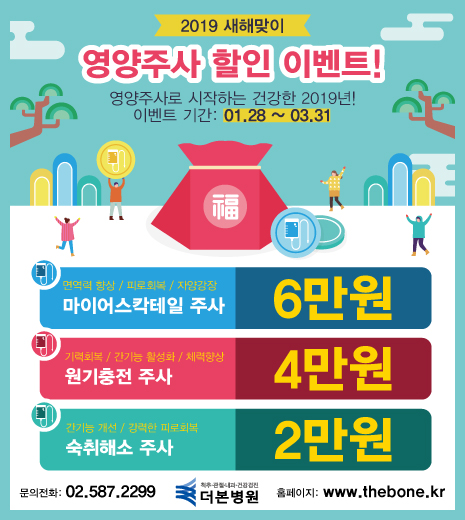 2019 새해맞이
영양주사 할인 이벤트!
영양주사로 시작하는 건강한 2019년!
이벤트 기간: 01.28 ~ 03.31
福
면역력 향상 / 피로회복 / 자양강장
마이어스칵테일 주사
6만원
기력회복 / 간기능 활성화 / 체력향상
원기충전 주사
4만원
간기능 개선 / 강력한 피로회복
숙취해소 주사
2만원
문의전화: 02.587.2299
척추·관절·내과·건강검진
더본병원
홈페이지: www.thebone.kr